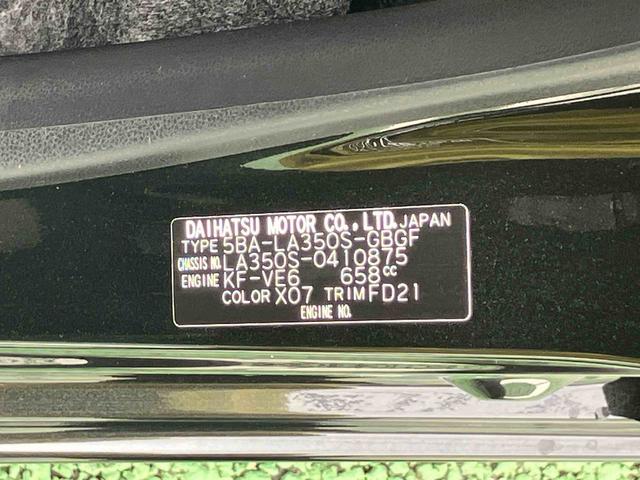 DAIHATSU MOTOR CO., LTD. JAPAN
TYPE 5BA-LA350S-GBGF
CHASSIS NO. LA350S-0410875
ENGINE KF-VE6 658cc
COLOR X07 TRIM FD21
ENGINE NO.